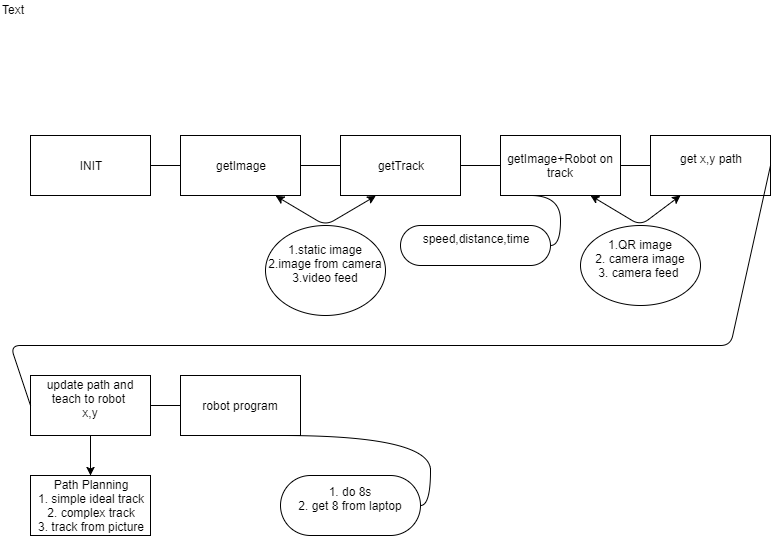 Text
INIT
getImage
getTrack
getImage+Robot on
track
get x,y path
1.static image
2.image from camera
3.video feed
speed,distance,time
1.QR image
2. camera image
3. camera feed
update path and
teach to robot
x,y
robot program
Path Planning
1. simple ideal track
2. complex track
3. track from picture
1. do 8s
2. get 8 from laptop